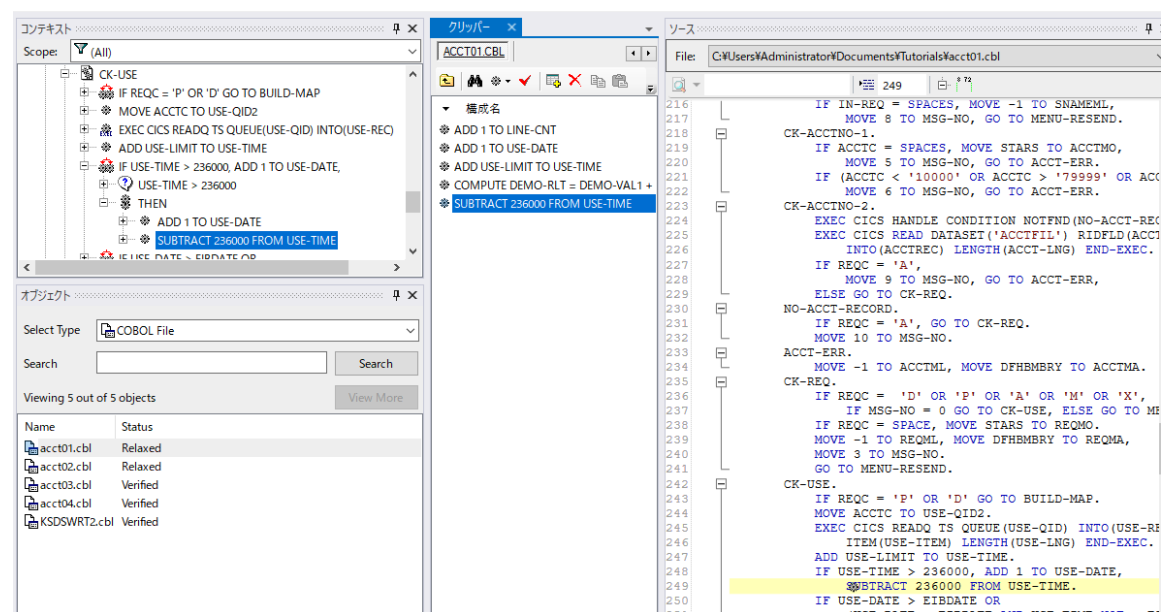 コンテキスト
Scope: (All)
CK-USE
IF REQC = 'P' OR 'D' GO TO BUILD-MAP
MOVE ACCTC TO USE-QID2
EXEC CICS READQ TS QUEUE(USE-QID) INTO(USE-REC)
ADD USE-LIMIT TO USE-TIME
IF USE-TIME > 236000, ADD 1 TO USE-DATE,
USE-TIME > 236000
THEN
ADD 1 TO USE-DATE
SUBTRACT 236000 FROM USE-TIME
IF USE-DATE > EIBDATE OR
オブジェクト
Select Type COBOL File
Search Search
Viewing 5 out of 5 objects View More
Name Status
acct01.cbl Relaxed
acct02.cbl Relaxed
acct03.cbl Verified
acct04.cbl Verified
KSDSWRT2.cbl Verified
クリッパー
ACCT01.CBL
構成名
ADD 1 TO LINE-CNT
ADD 1 TO USE-DATE
ADD USE-LIMIT TO USE-TIME
COMPUTE DEMO-RLT = DEMO-VAL1 +
SUBTRACT 236000 FROM USE-TIME
ソース
File: C:¥Users¥Administrator¥Documents¥Tutorials¥acct01.cbl
249
72
216 IF IN-REQ = SPACES, MOVE -1 TO SNAMEML,
217 MOVE 8 TO MSG-NO, GO TO MENU-RESEND.
218 CK-ACCTNO-1.
219 IF ACCTC = SPACES, MOVE STARS TO ACCTMO,
220 MOVE 5 TO MSG-NO, GO TO ACCT-ERR.
221 IF (ACCTC < '10000' OR ACCTC > '79999' OR ACC
222 MOVE 6 TO MSG-NO, GO TO ACCT-ERR.
223 CK-ACCTNO-2.
224 EXEC CICS HANDLE CONDITION NOTFND(NO-ACCT-REC
225 EXEC CICS READ DATASET('ACCTFIL') RIDFLD(ACCT
226 INTO(ACCTREC) LENGTH(ACCT-LNG) END-EXEC.
227 IF REQC = 'A',
228 MOVE 9 TO MSG-NO, GO TO ACCT-ERR,
229 ELSE GO TO CK-REQ.
230 NO-ACCT-RECORD.
231 IF REQC = 'A', GO TO CK-REQ.
232 MOVE 10 TO MSG-NO.
233 ACCT-ERR.
234 MOVE -1 TO ACCTML, MOVE DFHBMBRY TO ACCTMA.
235 CK-REQ.
236 IF REQC = 'D' OR 'P' OR 'A' OR 'M' OR 'X',
237 IF MSG-NO = 0 GO TO CK-USE, ELSE GO TO ME
238 IF REQC = SPACE, MOVE STARS TO REQMO.
239 MOVE -1 TO REQML, MOVE DFHBMBRY TO REQMA,
240 MOVE 3 TO MSG-NO.
241 GO TO MENU-RESEND.
242 CK-USE.
243 IF REQC = 'P' OR 'D' GO TO BUILD-MAP.
244 MOVE ACCTC TO USE-QID2.
245 EXEC CICS READQ TS QUEUE(USE-QID) INTO(USE-RE
246 ITEM(USE-ITEM) LENGTH(USE-LNG) END-EXEC.
247 ADD USE-LIMIT TO USE-TIME.
248 IF USE-TIME > 236000, ADD 1 TO USE-DATE,
249 SUBTRACT 236000 FROM USE-TIME.
250 IF USE-DATE > EIBDATE OR